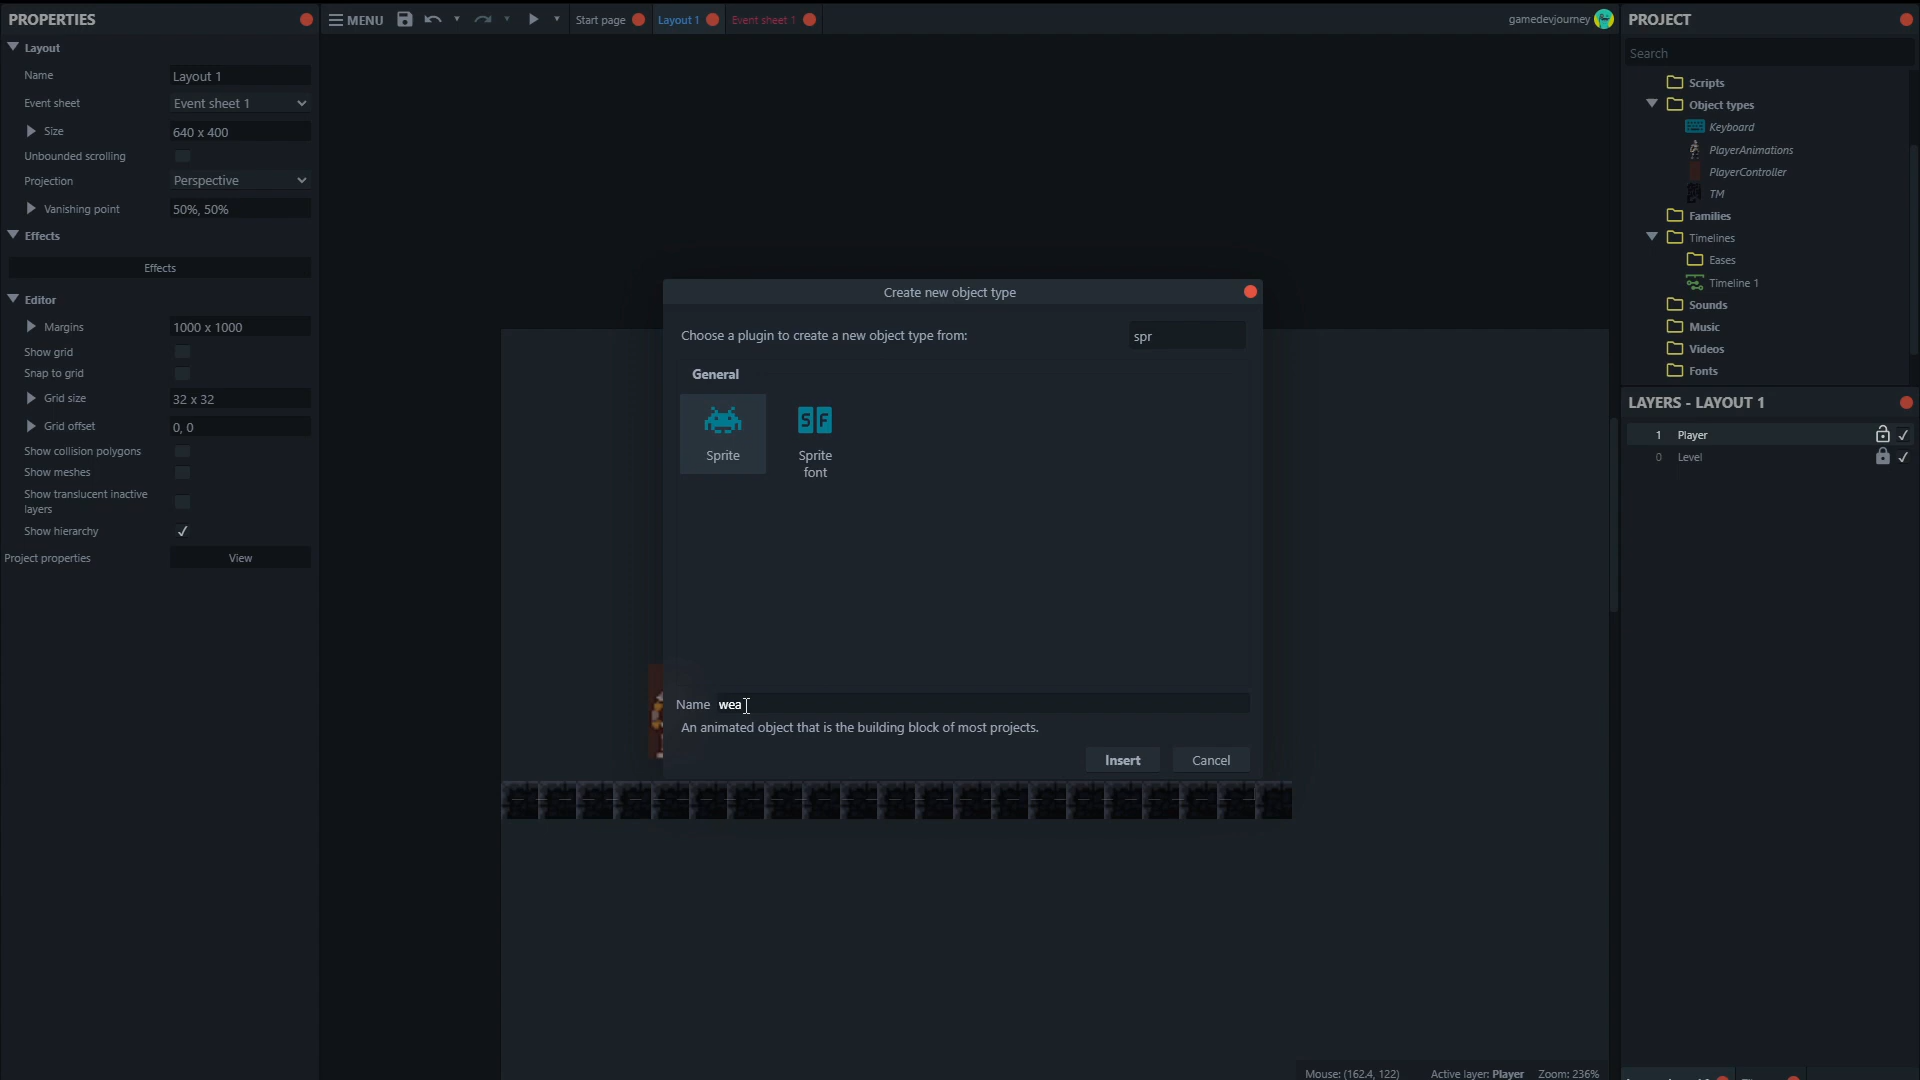 PROPERTIES
MENU
Start page
Layout 1
Event sheet 1
gamedevjourney
PROJECT
Layout
Name
Layout 1
Event sheet
Event sheet 1
Size
640 x 400
Unbounded scrolling
Projection
Perspective
Vanishing point
50%, 50%
Effects
Effects
Editor
Margins
1000 x 1000
Show grid
Snap to grid
Grid size
32 x 32
Grid offset
0, 0
Show collision polygons
Show meshes
Show translucent inactive
layers
Show hierarchy
Project properties
View
Create new object type
Choose a plugin to create a new object type from:
spr
General
Sprite
SF
Sprite
font
Name
wea
An animated object that is the building block of most projects.
Insert
Cancel
Search
Scripts
Object types
Keyboard
PlayerAnimations
PlayerController
TM
Families
Timelines
Eases
Timeline 1
Sounds
Music
Videos
Fonts
LAYERS - LAYOUT 1
1 Player
0 Level
Mouse: (162.4, 122)
Active layer: Player
Zoom: 236%